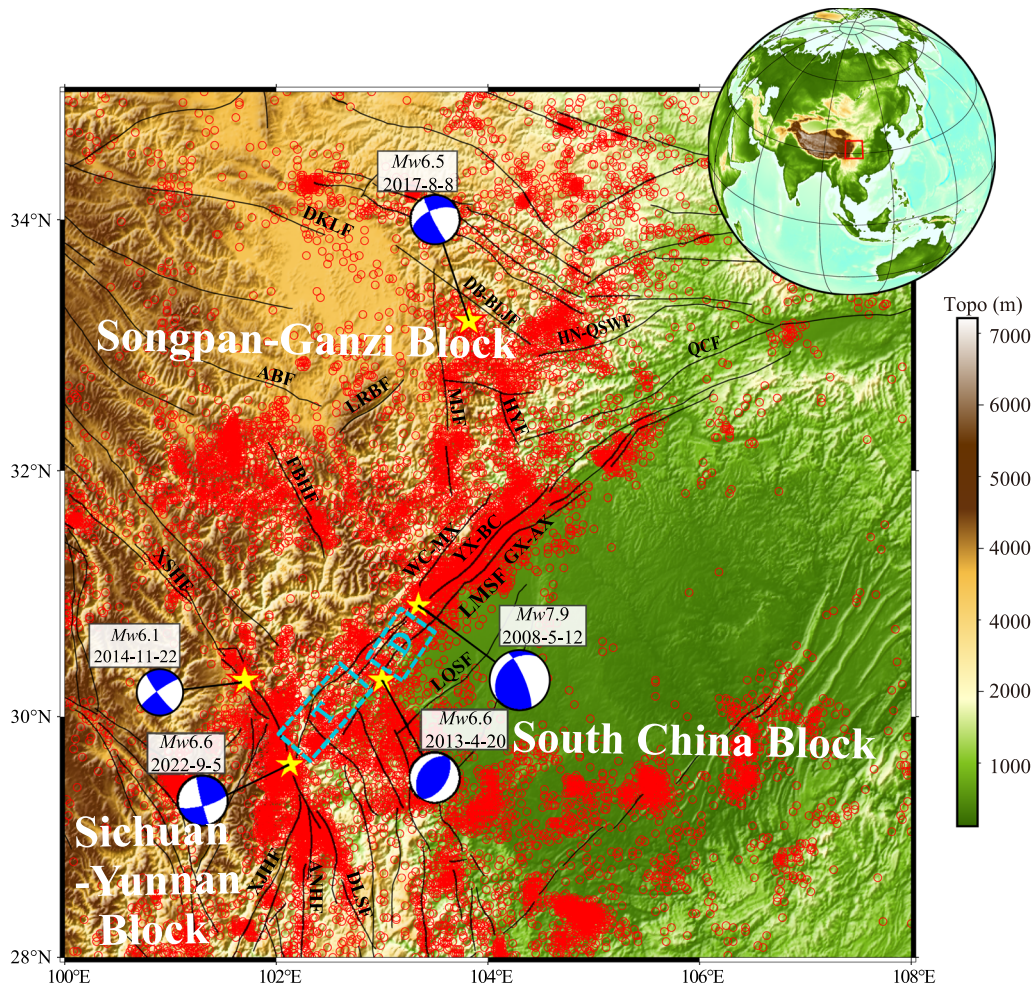 Mw6.5
2017-8-8
34°N
DKLF
Topo (m)
7000
DB-BLJF
HN-QSWF
Songpan-Ganzi Block
QCF
6000
ABF
LRBF
MJF
HYF
32°N
5000
FBHF
WC-MX
YX-BC
GX-AX
4000
XSHF
LMSF
3000
Mw7.9
2008-5-12
Mw6.1
2014-11-22
D
LQSF
2000
30°N
T
Mw6.6
2013-4-20
South China Block
Mw6.6
2022-9-5
1000
Sichuan
-Yunnan
Block
XJHF
ANHF
DLSF
28°N
100°E
102°E
104°E
106°E
108°E